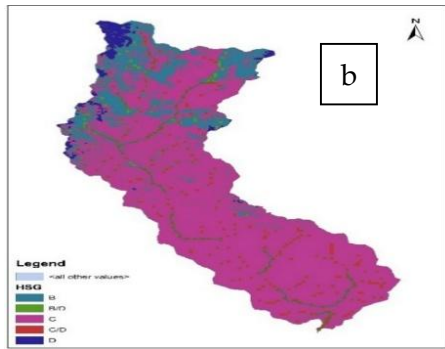 N
b
Legend
<all other values>
HSG
B
B/D
C
C/D
D